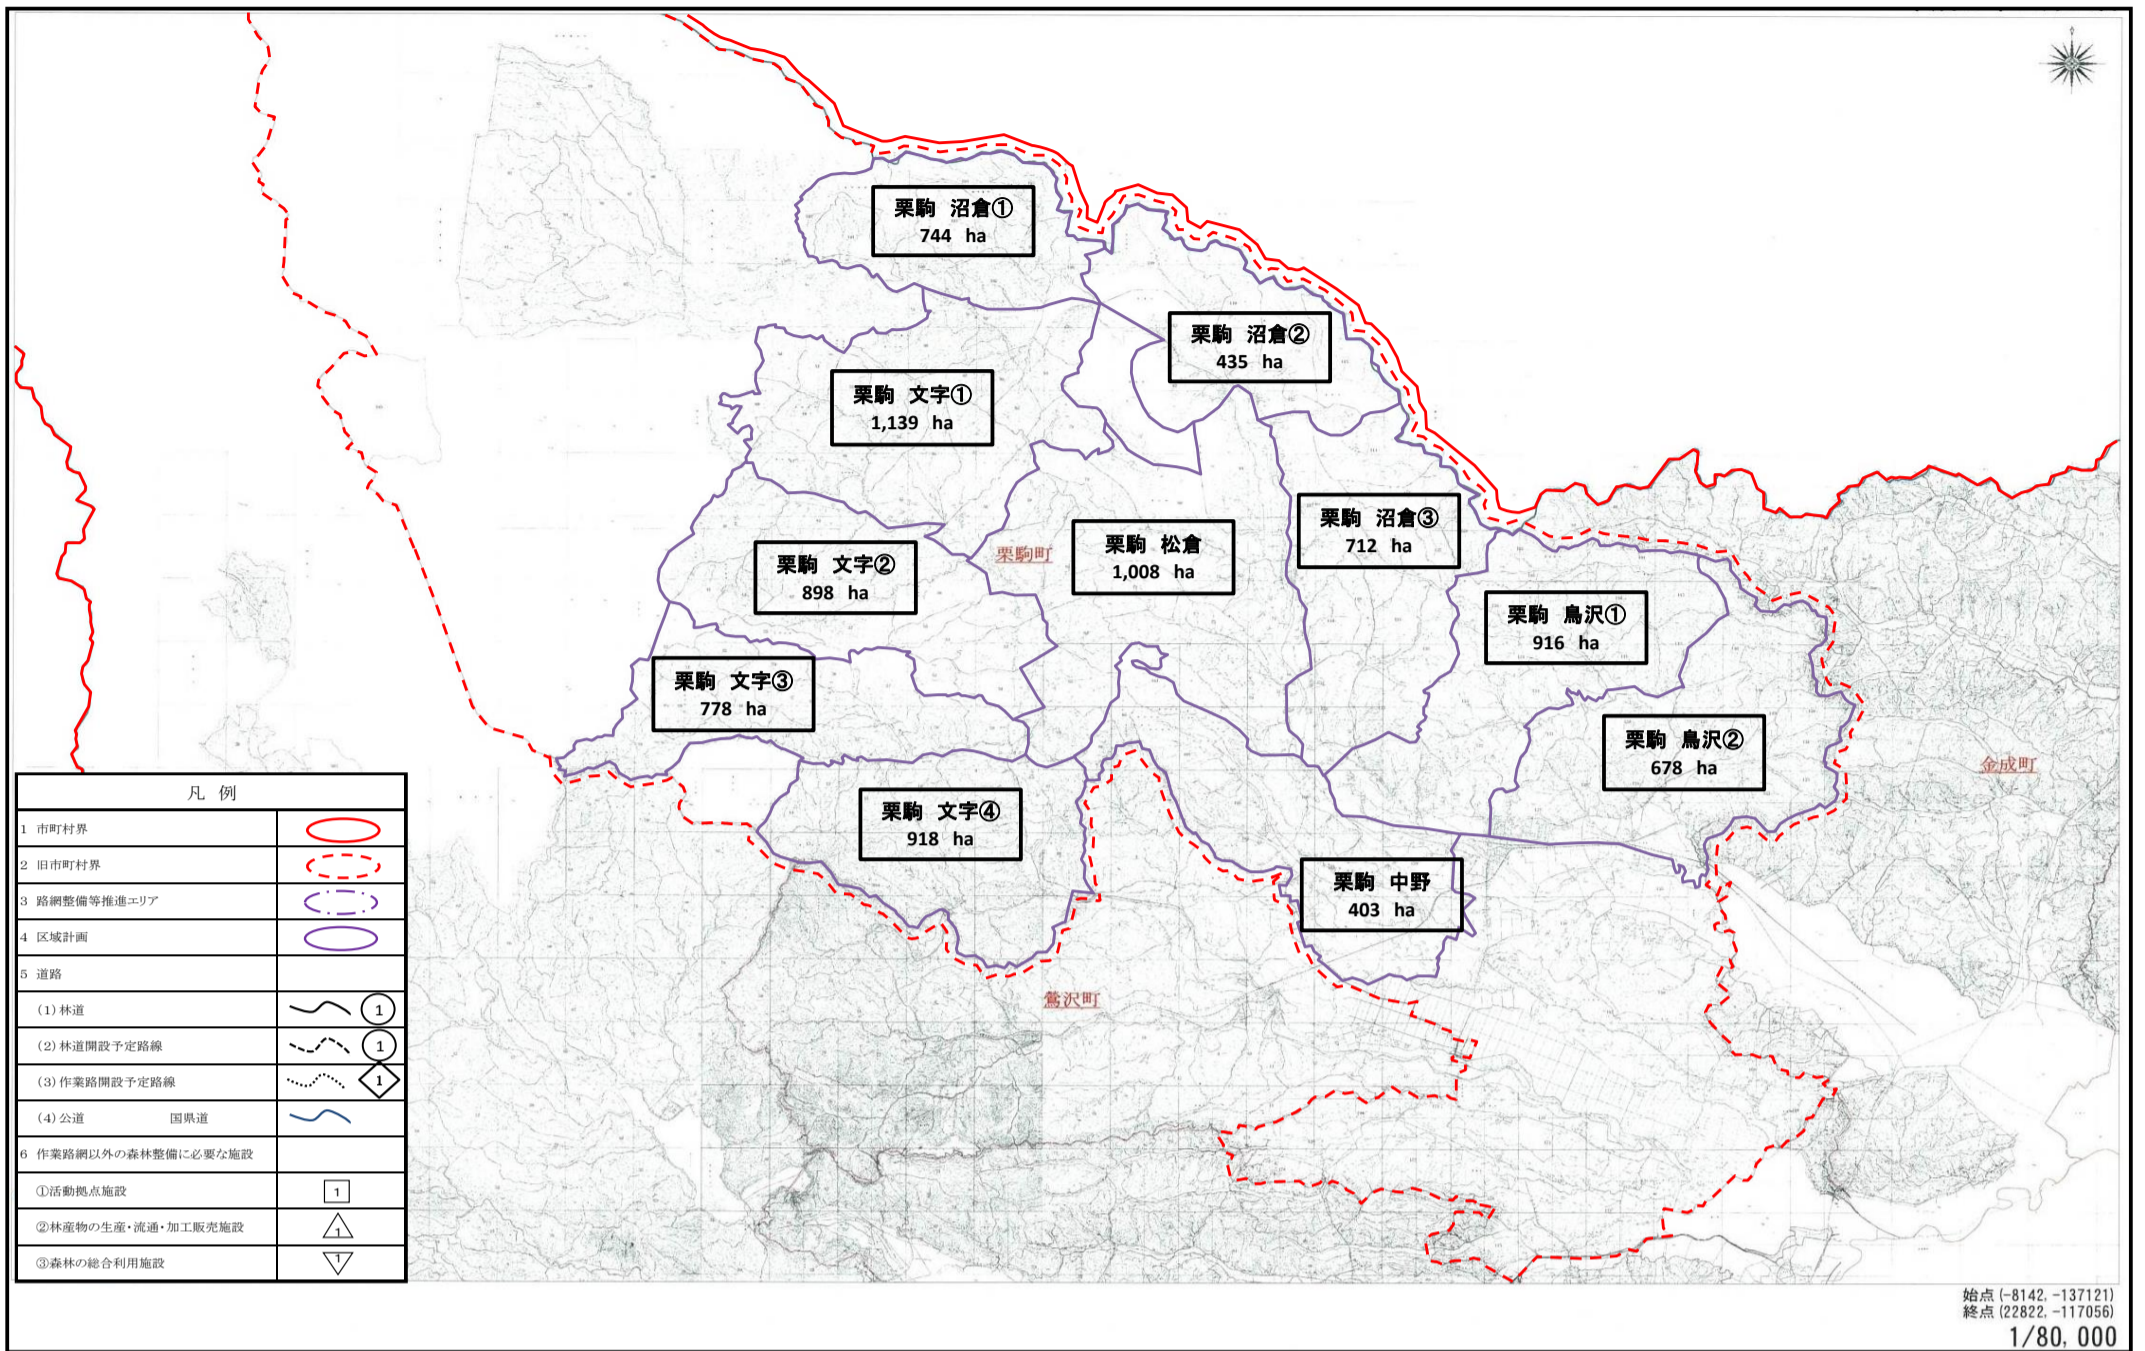 栗駒 沼倉①
744 ha
栗駒 沼倉②
435 ha
栗駒 文字①
1,139 ha
栗駒 沼倉③
712 ha
栗駒 松倉
1,008 ha
栗駒町
栗駒 文字②
898 ha
栗駒 鳥沢①
916 ha
栗駒 文字③
778 ha
栗駒 鳥沢②
678 ha
金成町
栗駒 文字④
918 ha
栗駒 中野
403 ha
鶯沢町
凡 例
1 市町村界
2 旧市町村界
3 路網整備等推進エリア
4 区域計画
5 道路
(1)林道 1
(2)林道開設予定路線 1
(3)作業路開設予定路線 1
(4)公道 国県道
6 作業路網以外の森林整備に必要な施設
①活動拠点施設 1
②林産物の生産・流通・加工販売施設 1
③森林の総合利用施設 1
始点(-8142, -137121)
終点(22822, -117056)
1/80,000